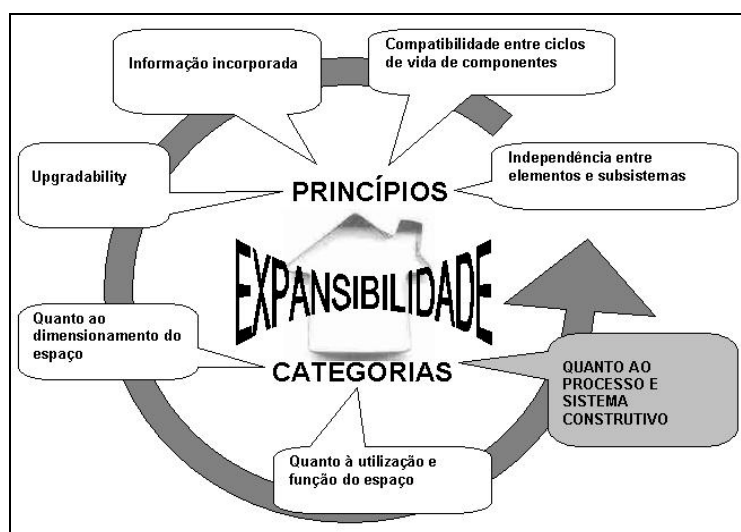 Informação incorporada
Compatibilidade entre ciclos
de vida de componentes
Upgradability
Independência entre
elementos e subsistemas
PRINCÍPIOS
EXPANSIBILIDADE
CATEGORIAS
Quanto ao
dimensionamento do
espaço
Quanto à utilização e
função do espaço
QUANTO AO
PROCESSO E
SISTEMA
CONSTRUTIVO